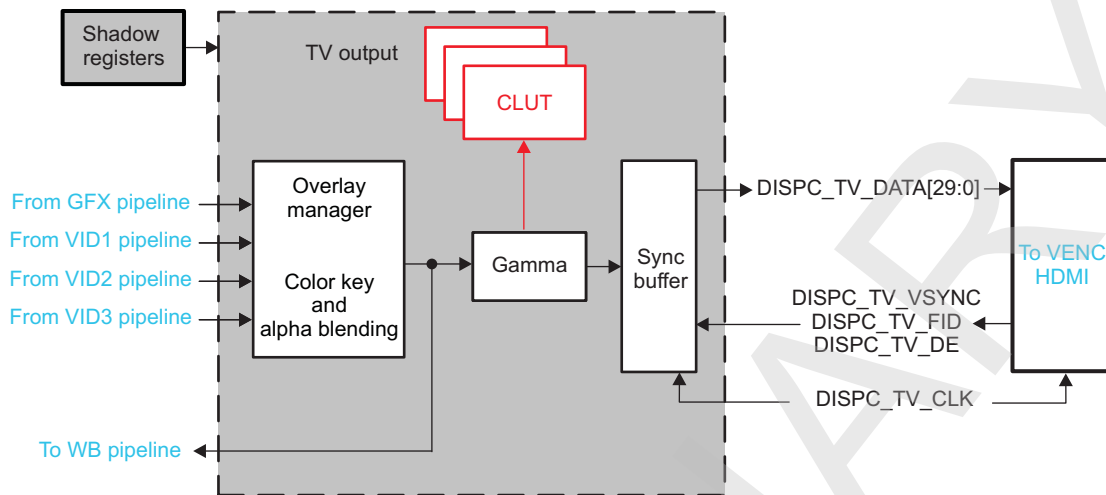 Shadow
registers
TV output
CLUT
From GFX pipeline
From VID1 pipeline
From VID2 pipeline
From VID3 pipeline
Overlay
manager
Color key
and
alpha blending
Gamma
Sync
buffer
DISPC_TV_DATA[29:0]
To VENC
HDMI
DISPC_TV_VSYNC
DISPC_TV_FID
DISPC_TV_DE
DISPC_TV_CLK
To WB pipeline